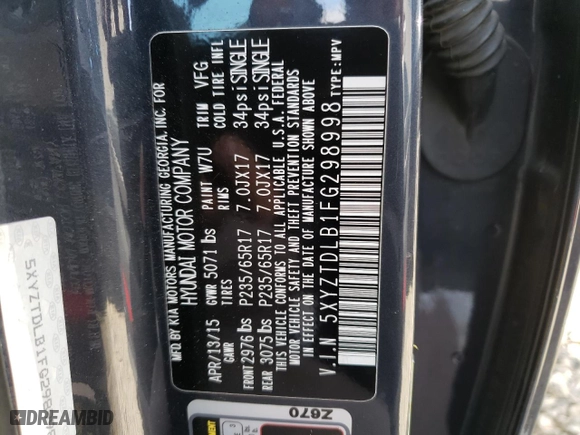 MFD. BY KIA MOTORS MANUFACTURING GEORGIA, INC. FOR
HYUNDAI MOTOR COMPANY
APR/13/15 GVWR 5071 lbs PAINT W7U TRIM VFG
GAWR TIRES RIMS COLD TIRE INFL
FRONT 2976 lbs P235/65R17 7.0JX17 34psi SINGLE
REAR 3075 lbs P235/65R17 7.0JX17 34psi SINGLE
THIS VEHICLE CONFORMS TO ALL APPLICABLE U.S.A. FEDERAL
MOTOR VEHICLE SAFETY AND THEFT PREVENTION STANDARDS
IN EFFECT ON THE DATE OF MANUFACTURE SHOWN ABOVE.
V.I.N 5XYZTDLB1FG298998 TYPE:MPV
5XYZTDLB1FG298
Z670
DREAMBID